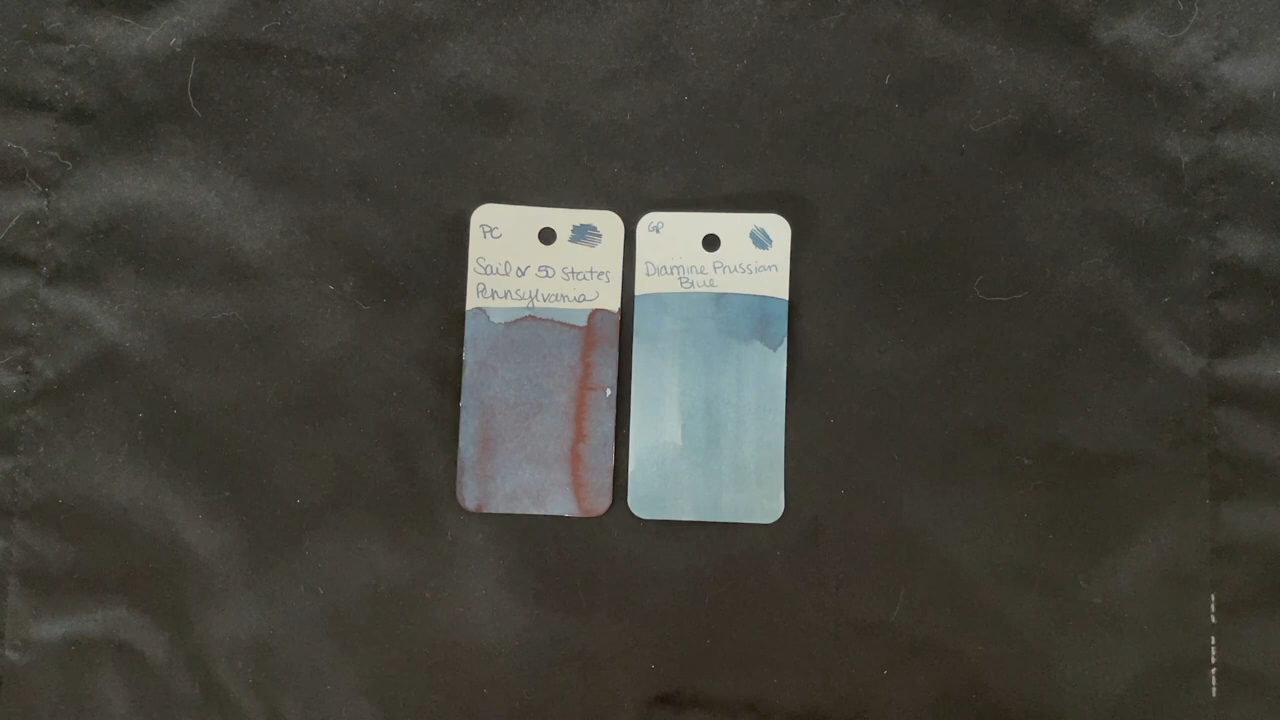 PC
Sailor 50 States
Pennsylvania
GP
Diamine Prussian
Blue